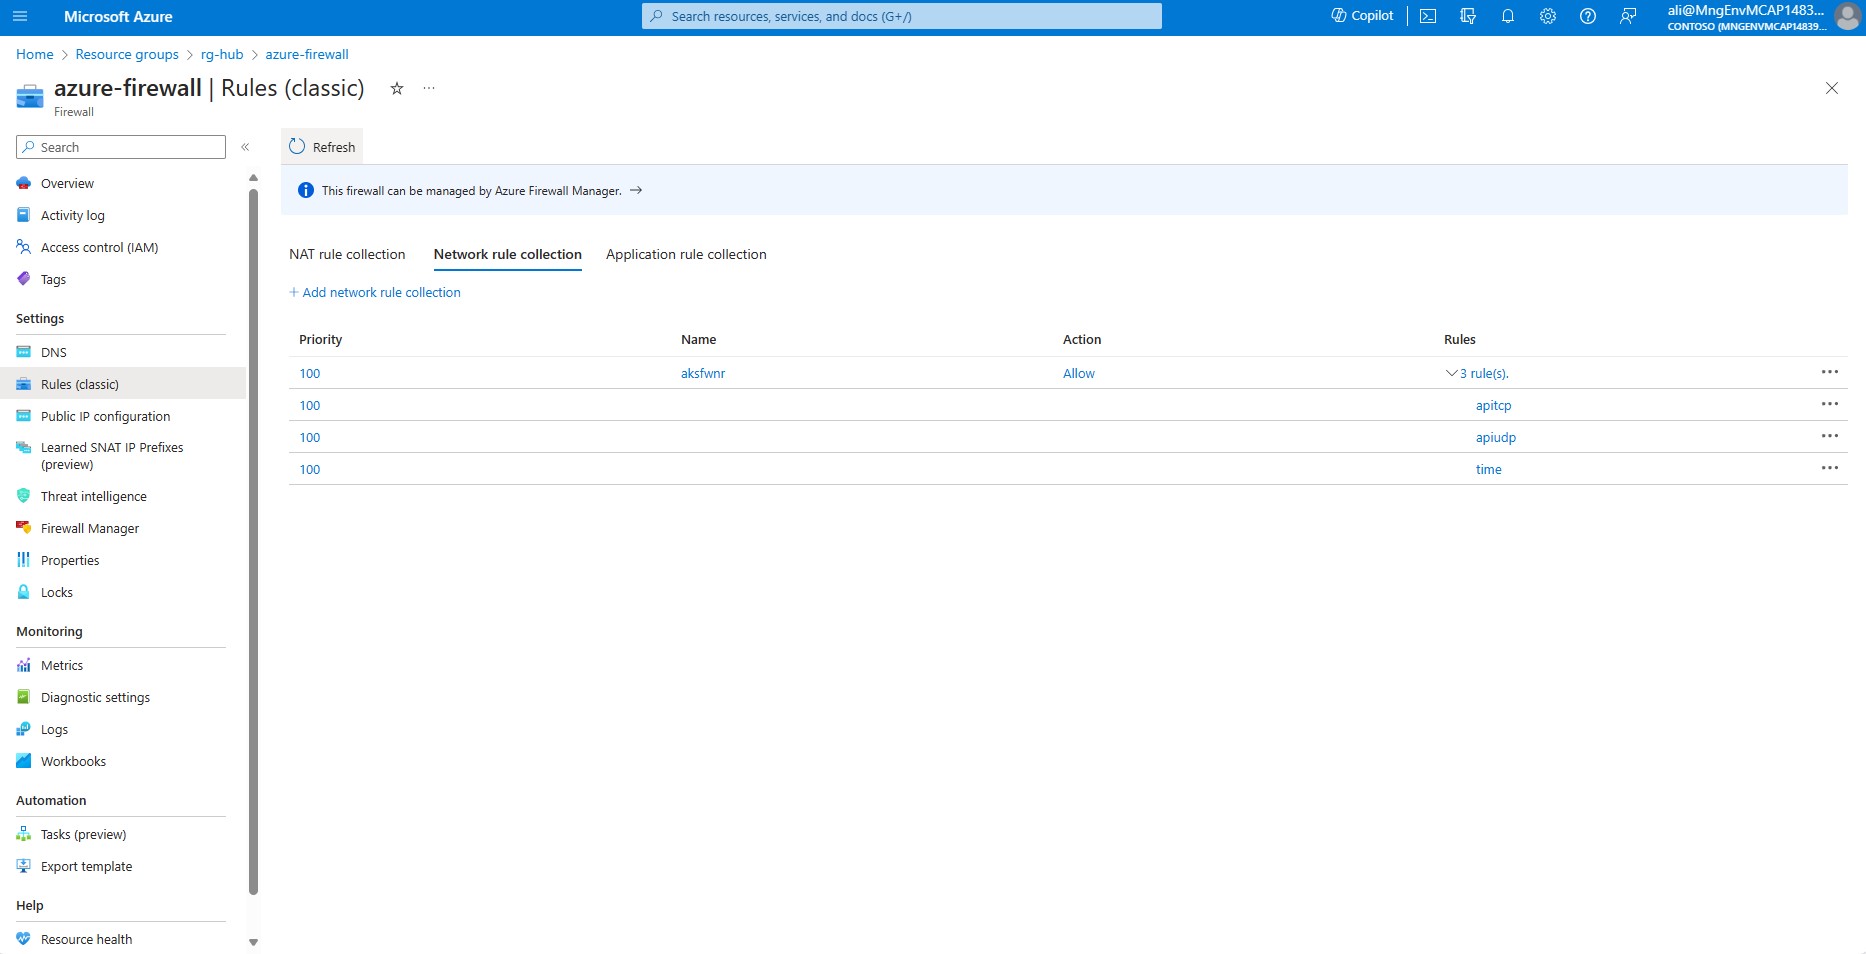 Microsoft Azure
Search resources, services, and docs (G+/)
Copilot
ali@MngEnvMCAP1483...
CONTOSO (MNGENVMCAP14839...
Home > Resource groups > rg-hub > azure-firewall
azure-firewall | Rules (classic)
Firewall
Search
Overview
Activity log
Access control (IAM)
Tags
Settings
DNS
Rules (classic)
Public IP configuration
Learned SNAT IP Prefixes
(preview)
Threat intelligence
Firewall Manager
Properties
Locks
Monitoring
Metrics
Diagnostic settings
Logs
Workbooks
Automation
Tasks (preview)
Export template
Help
Resource health
Refresh
This firewall can be managed by Azure Firewall Manager. →
NAT rule collection Network rule collection Application rule collection
+ Add network rule collection
Priority Name Action Rules
100 aksfwnr Allow 3 rule(s).
100 apitcp
100 apiudp
100 time